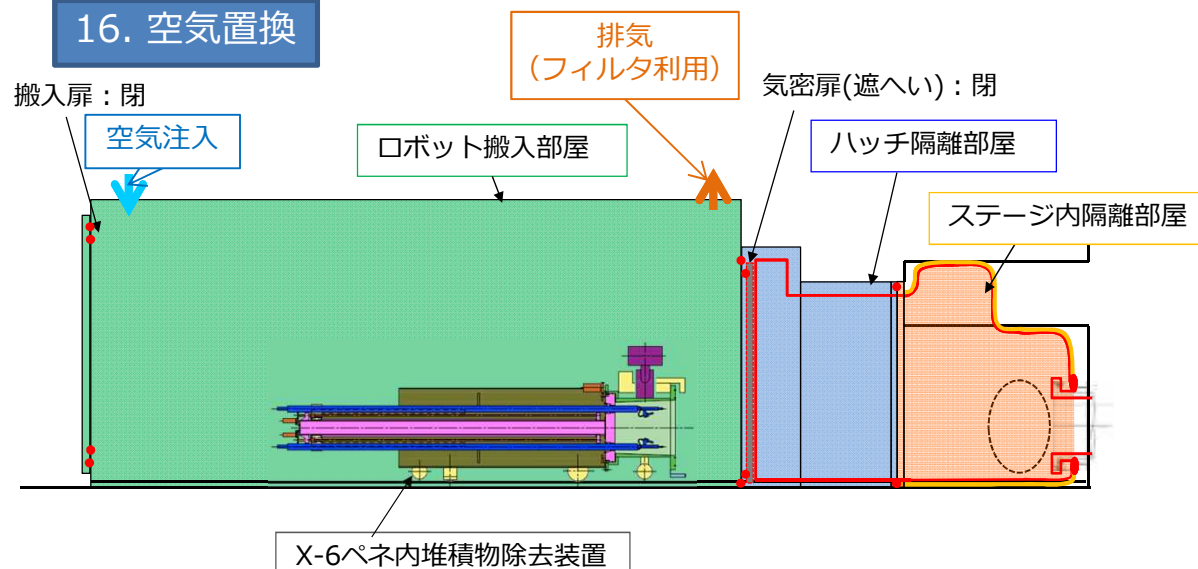 16. 空気置換
排気
（フィルタ利用）
搬入扉：閉
気密扉(遮へい)：閉
空気注入
ロボット搬入部屋
ハッチ隔離部屋
ステージ内隔離部屋
X-6ペネ内堆積物除去装置